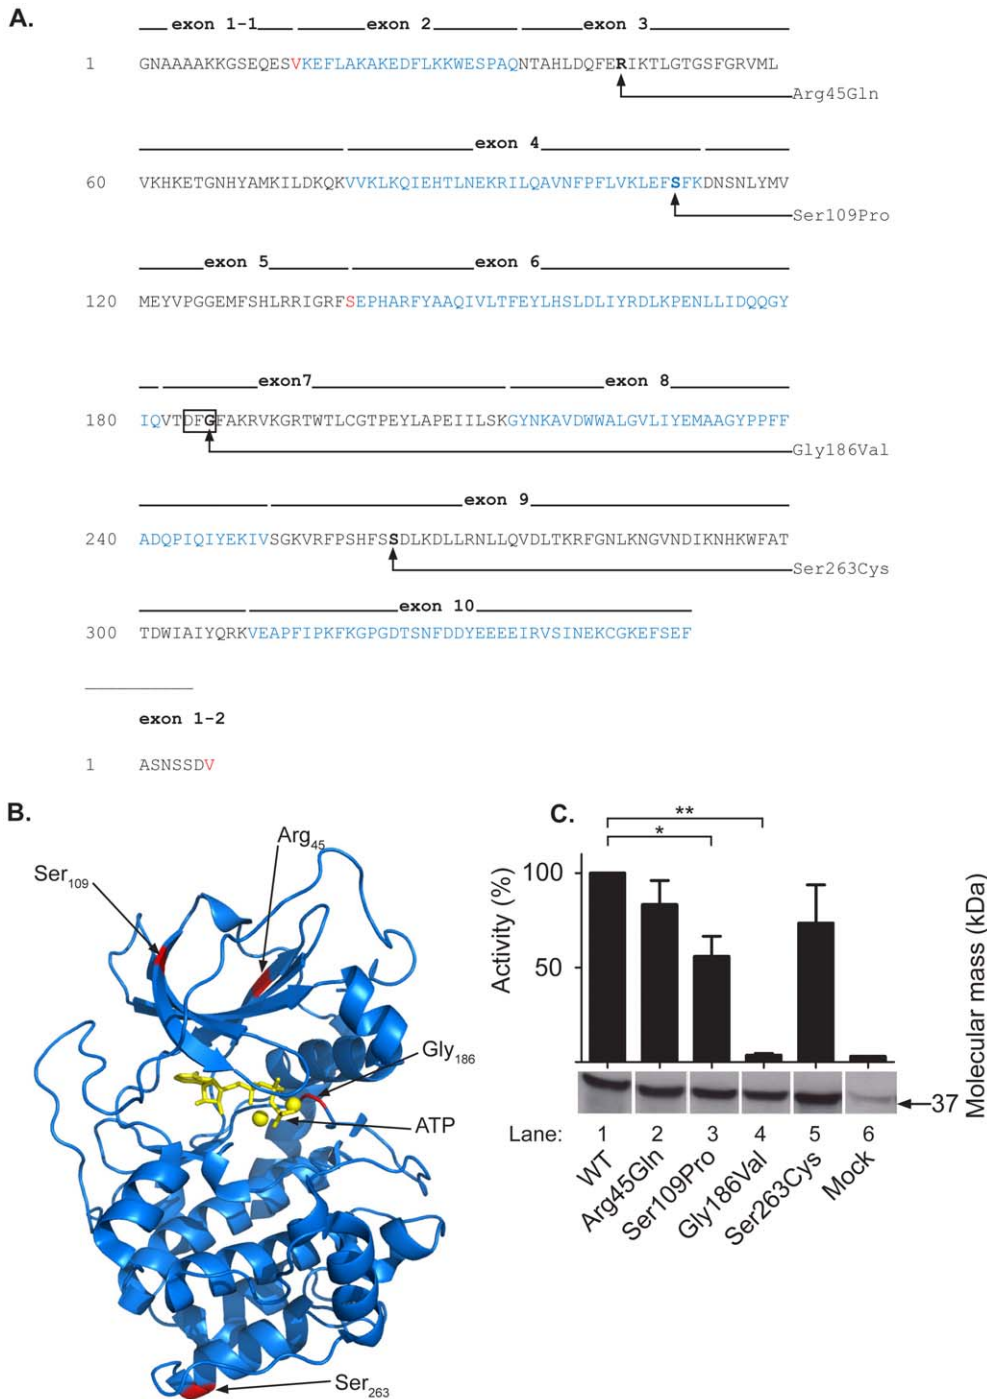 A.
exon 1-1 exon 2 exon 3
1 GNAAAAKKGSEQESVKEFLAKAKEDFLKKWESPAQNTAHLDQFERIKTLGTGSFGRVML
Arg45Gln
exon 4
60 VKHKETGNHYAMKILDKQKVVKLKQIEHTLNEKRILQAVNFPFLVKLEFSFKDNSNLYMV
Ser109Pro
exon 5 exon 6
120 MEYVPGGEMFSHLRRIGRFSEPHARFYAAQIVLTFEYLHSLDLIYRDLKPENLLIDQQGY
exon7 exon 8
180 IQVTDFGFAKRVKGRTWTLCGTPEYLAPEIILSKGYNKAVDWWALGVLIYEMAAGYPPFF
Gly186Val
exon 9
240 ADQPIQIYEKIVSGKVRFPSHFSSDLKDLLRNLLQVDLTKRFGNLKNGVNDIKNHKWFAT
Ser263Cys
exon 10
300 TDWIAIYQRKVEAPFIPKFKGPGDTSNFDDYEEEEIRVSINEKCGKEFSEF
exon 1-2
1 ASNSSDV
B.
Arg45
Ser109
Gly186
ATP
Ser263
C.
**
*
100
50
Activity (%)
Molecular mass (kDa)
37
Lane: 1 2 3 4 5 6
WT Arg45Gln Ser109Pro Gly186Val Ser263Cys Mock